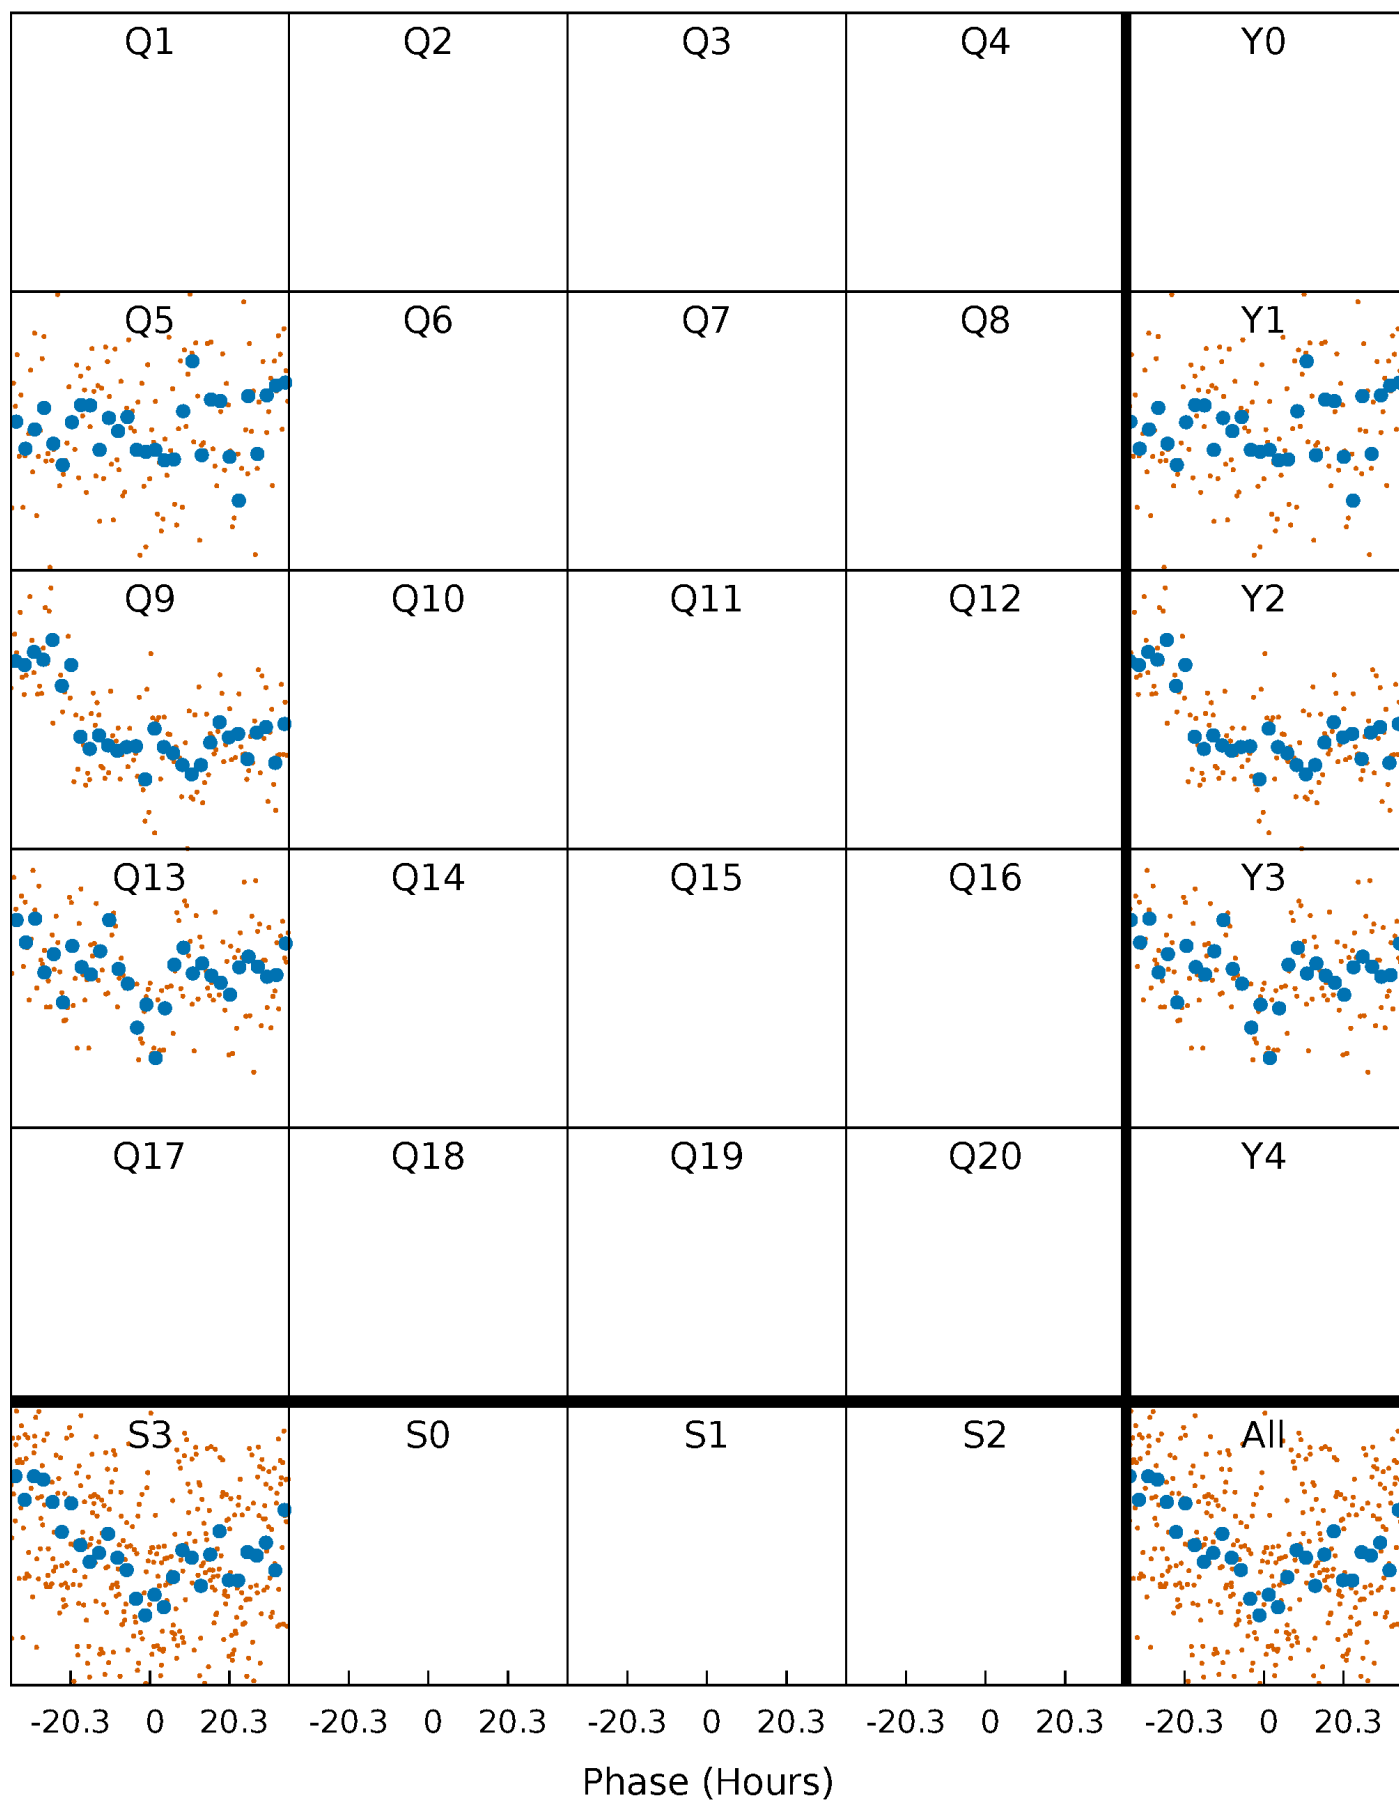 Q1 Q2 Q3 Q4 Y0
Q5 Q6 Q7 Q8 Y1
Q9 Q10 Q11 Q12 Y2
Q13 Q14 Q15 Q16 Y3
Q17 Q18 Q19 Q20 Y4
S3 S0 S1 S2 All
-20.3 0 20.3 -20.3 0 20.3 -20.3 0 20.3 -20.3 0 20.3 -20.3 0 20.3
Phase (Hours)